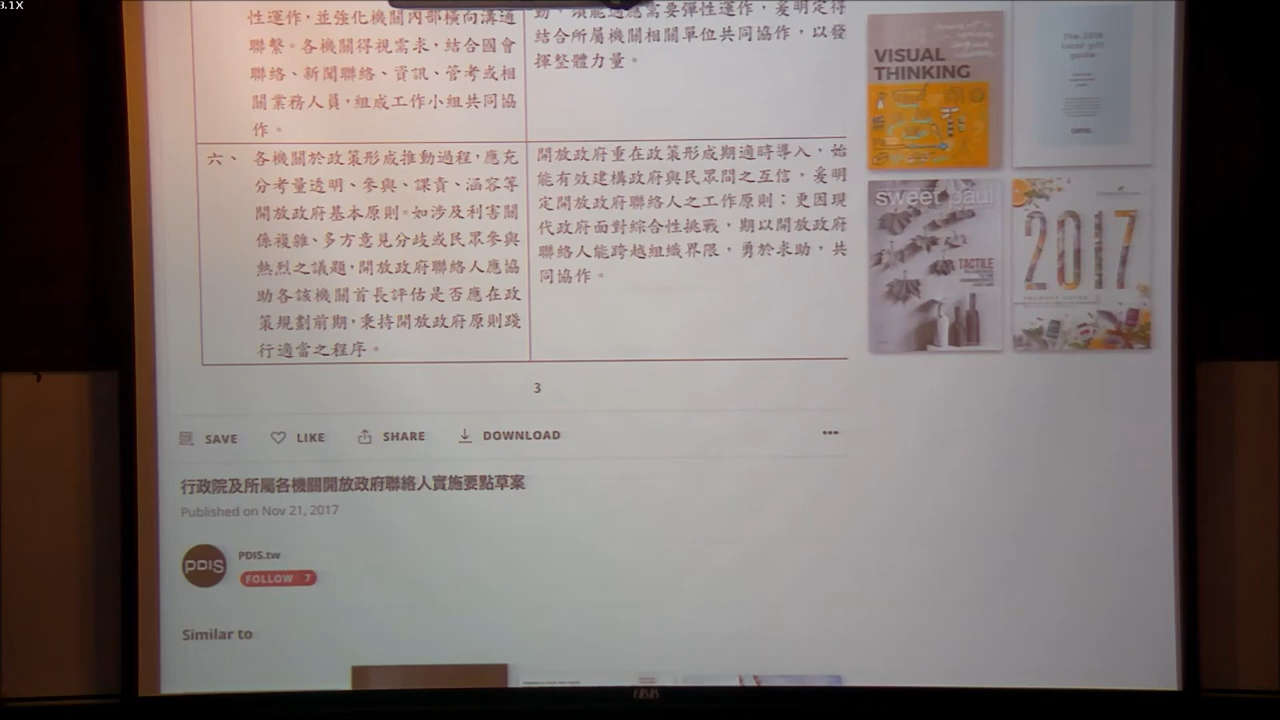 3.1X
性運作，並強化機關內部橫向溝通
聯繫。各機關得視需求，結合國會
聯絡、新聞聯絡、資訊、管考或相
關業務人員，組成工作小組共同協
作。
動，須能適應需要彈性運作，爰明定得
結合所屬機關相關單位共同協作，以發
揮整體力量。
六、 各機關於政策形成推動過程，應充
分考量透明、參與、課責、涵容等
開放政府基本原則。如涉及利害關
係複雜、多方意見分歧或民眾參與
熱烈之議題，開放政府聯絡人應協
助各該機關首長評估是否應在政
策規劃前期，秉持開放政府原則踐
行適當之程序。
開放政府重在政策形成期適時導入，始
能有效建構政府與民眾間之互信，爰明
定開放政府聯絡人之工作原則；更因現
代政府面對綜合性挑戰，期以開放政府
聯絡人能跨越組織界限，勇於求助，共
同協作。
3
SAVE LIKE SHARE DOWNLOAD •••
行政院及所屬各機關開放政府聯絡人實施要點草案
Published on Nov 21, 2017
PDIS
PDIS.tw
FOLLOW 7
Similar to
VISUAL
THINKING
The 2018
local gift
guide
sweet paul
TACTILE
2017